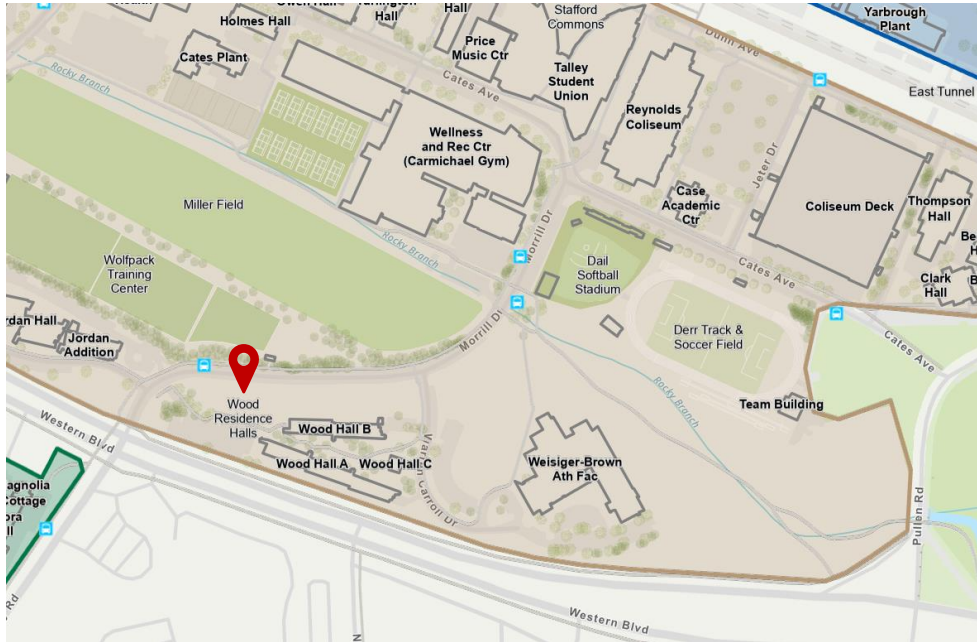 Holmes Hall
Hall
Hall
Stafford
Commons
Yarbrough
Plant
Cates Plant
Price
Music Ctr
Dunn Ave
Rocky Branch
Cates Ave
Talley
Student
Union
East Tunnel
Reynolds
Coliseum
Wellness
and Rec Ctr
(Carmichael Gym)
Jeter Dr
Miller Field
Case
Academic
Ctr
Coliseum Deck
Thompson
Hall
Rocky Branch
Morrill Dr
Wolfpack
Training
Center
Dail
Softball
Stadium
Cates Ave
Clark
Hall
Jordan
Addition
Morrill Dr
Derr Track &
Soccer Field
Cates Ave
Rocky Branch
Wood
Residence
Halls
Team Building
Western Blvd
Wood Hall B
Wood Hall A
Wood Hall C
Weisiger-Brown
Ath Fac
Carroll Dr
Pullen Rd
Cottage
Rd
Western Blvd
N